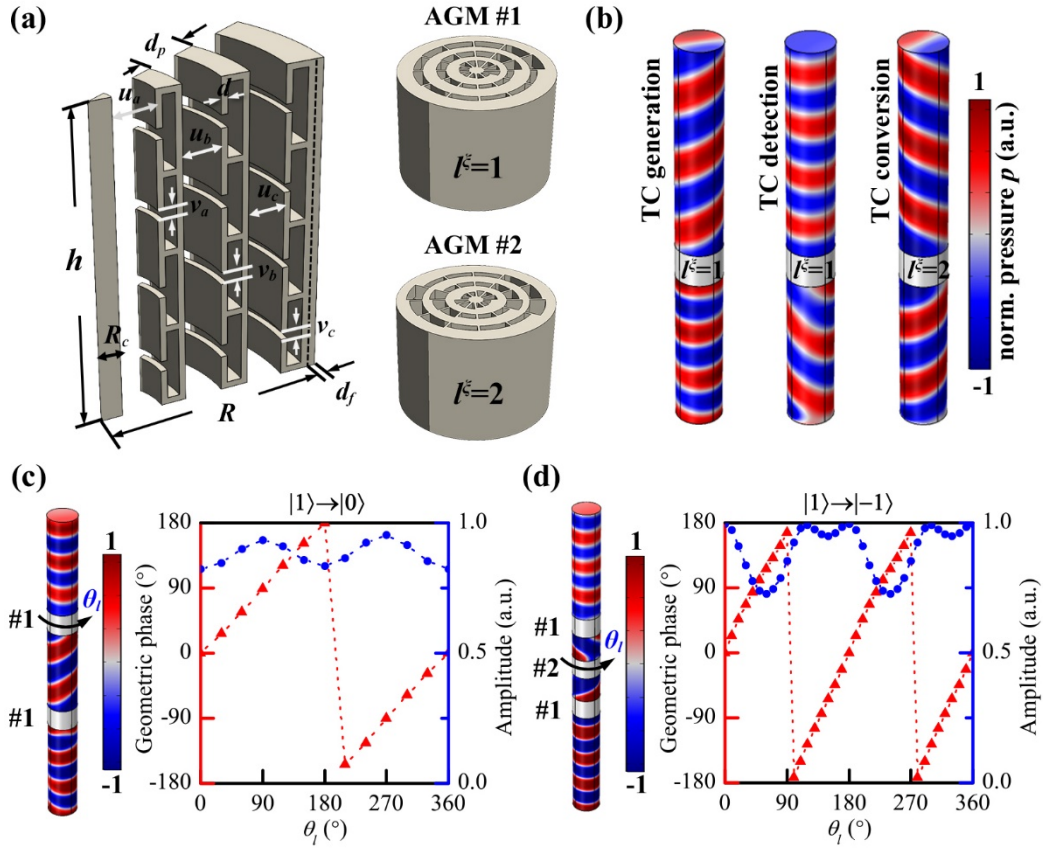 (a)
d_p
u_a
d
u_b
u_c
v_a
v_b
v_c
h
R_c
R
d_f
AGM #1
l^ξ=1
AGM #2
l^ξ=2
(b)
TC generation
TC detection
TC conversion
l^ξ=1
l^ξ=1
l^ξ=2
1
-1
norm. pressure p (a.u.)
(c)
1
-1
#1
θ_l
#1
|1⟩→|0⟩
Geometric phase (°)
180
90
0
-90
-180
0
90
180
270
360
θ_l (°)
1.0
0.5
0.0
Amplitude (a.u.)
(d)
1
-1
#1
θ_l
#2
#1
|1⟩→|-1⟩
Geometric phase (°)
180
90
0
-90
-180
0
90
180
270
360
θ_l (°)
1.0
0.5
0.0
Amplitude (a.u.)